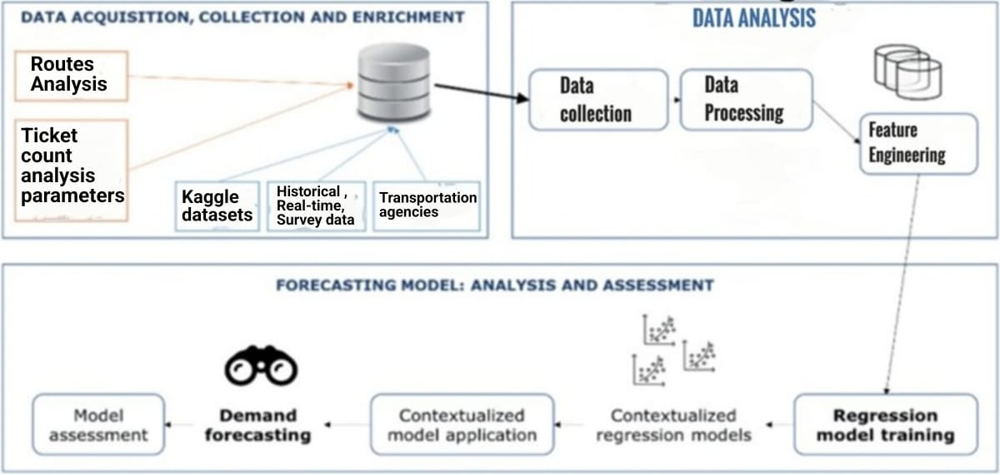 DATA ACQUISITION, COLLECTION AND ENRICHMENT
Routes
Analysis
Ticket
count
analysis
parameters
Kaggle
datasets
Historical ,
Real-time,
Survey data
Transportation
agencies
DATA ANALYSIS
Data
collection
Data
Processing
Feature
Engineering
FORECASTING MODEL: ANALYSIS AND ASSESSMENT
Model
assessment
Demand
forecasting
Contextualized
model application
Contextualized
regression models
Regression
model training